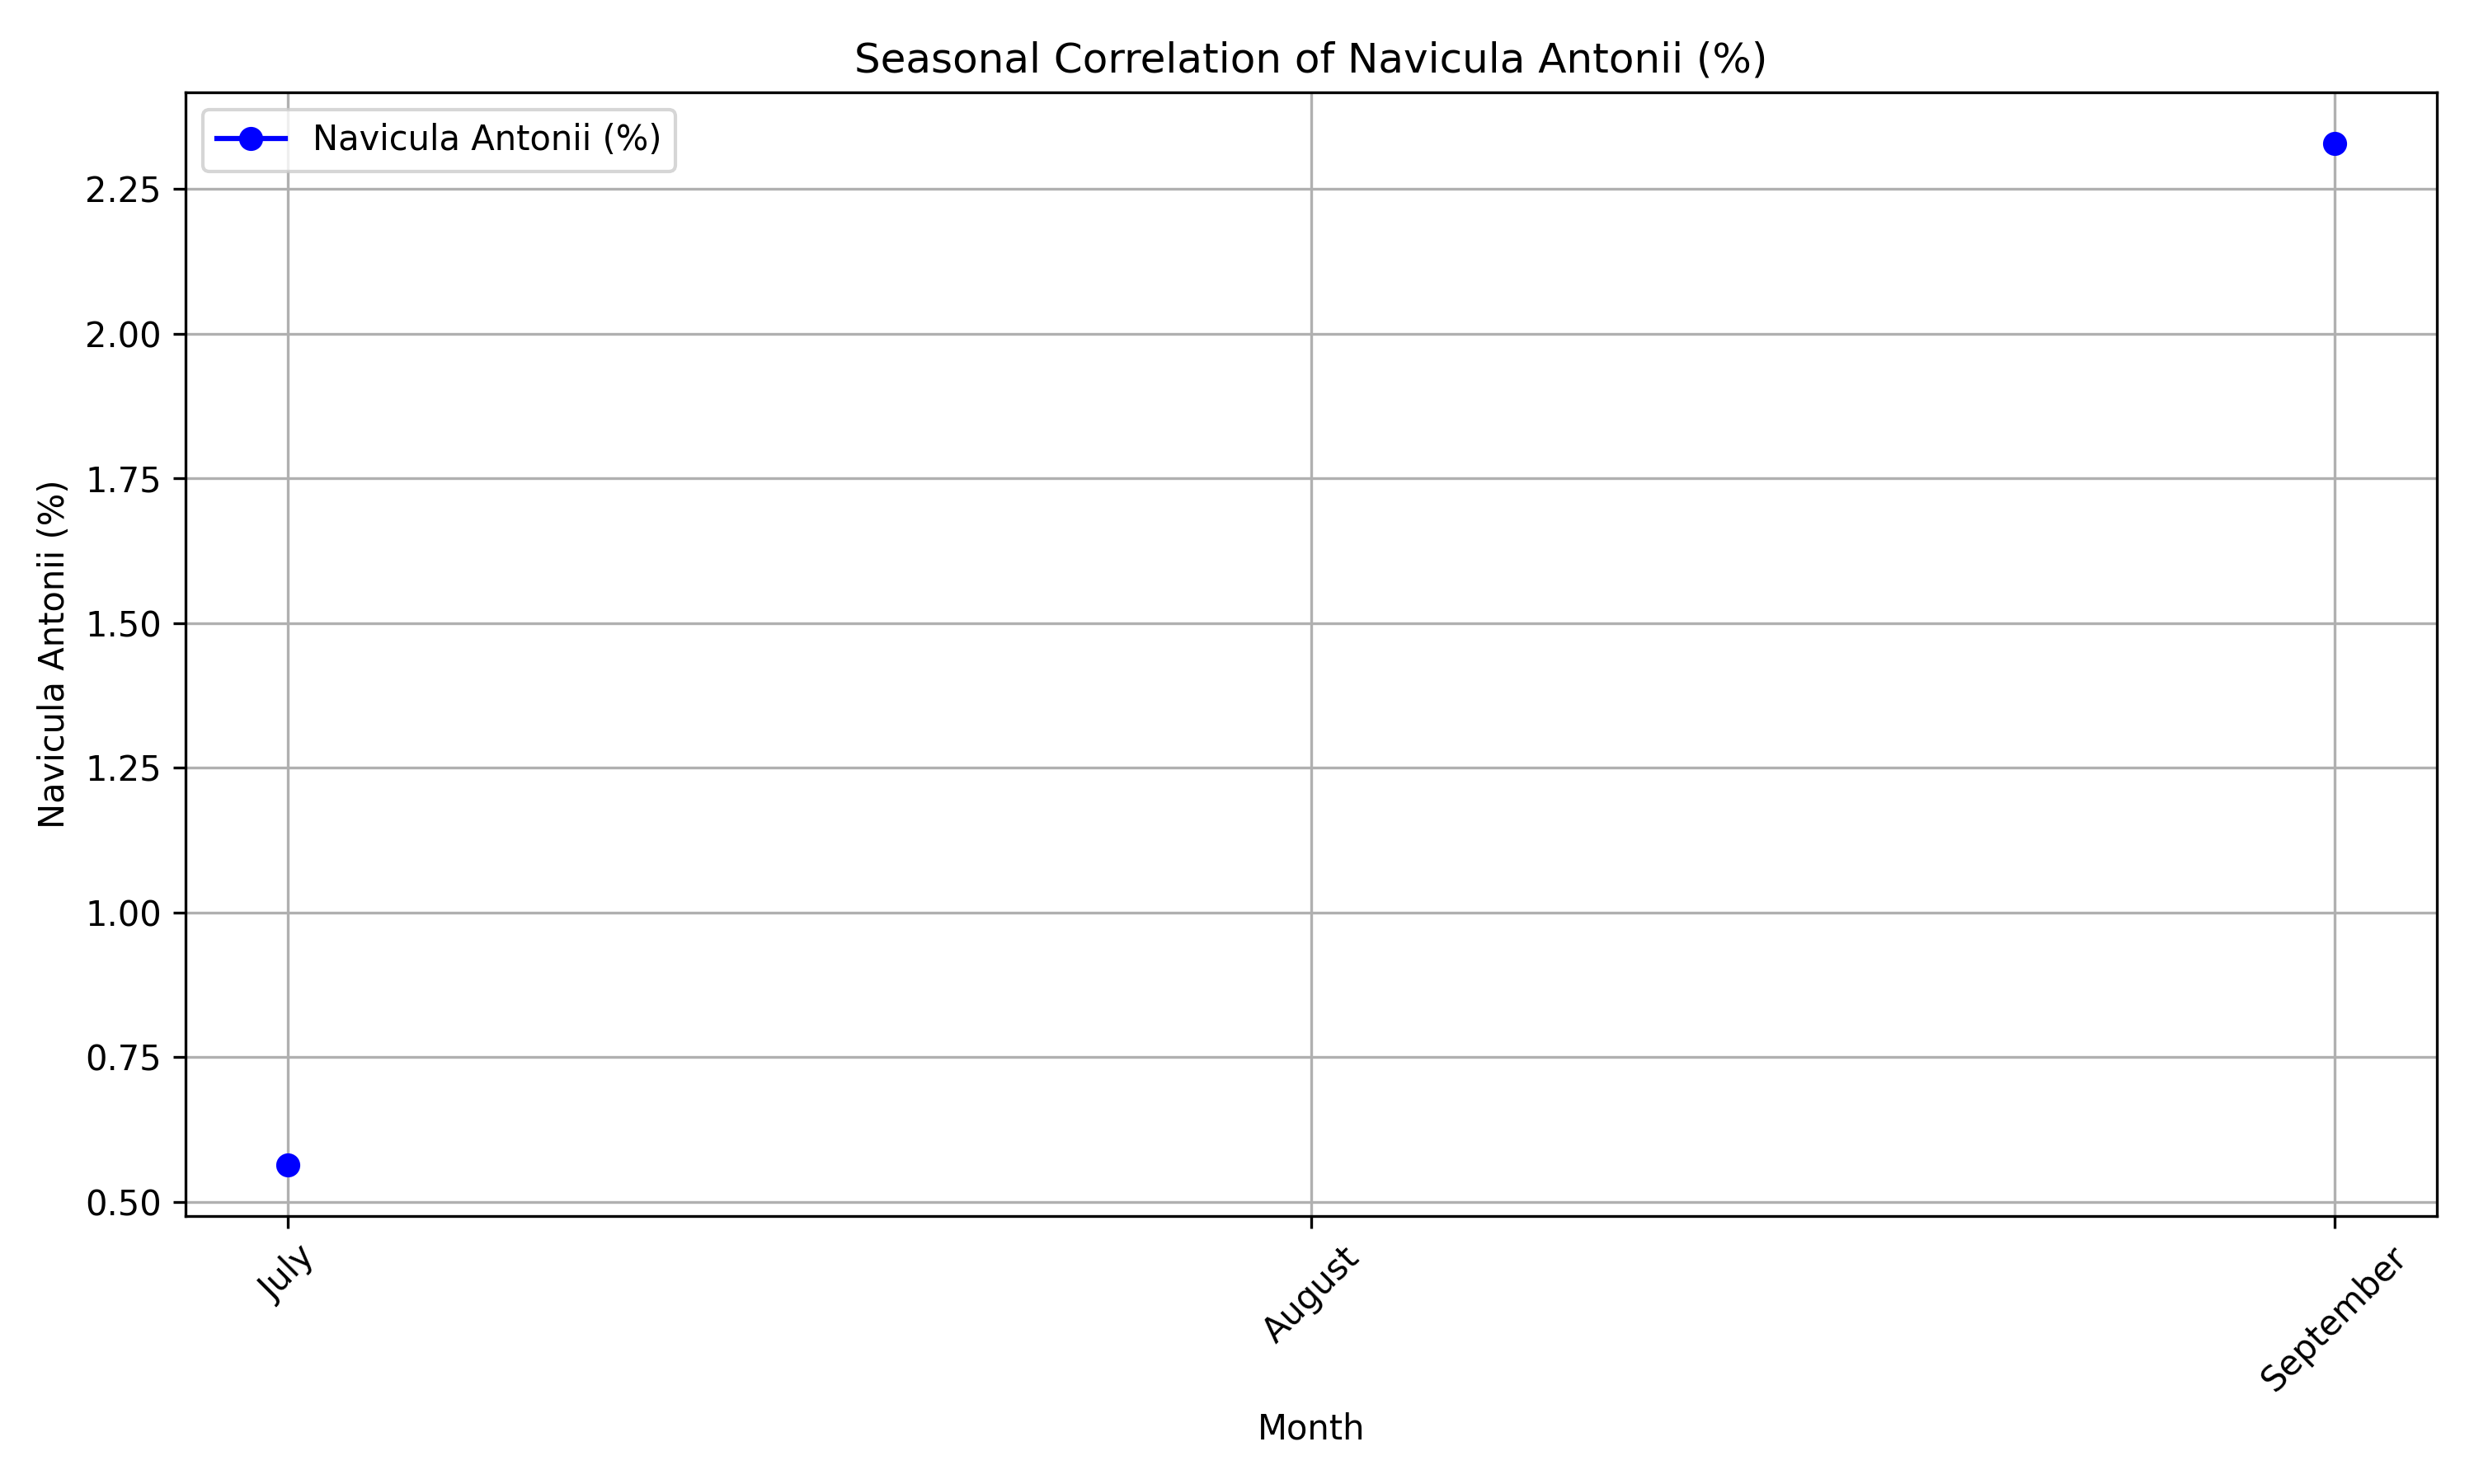 Seasonal Correlation of Navicula Antonii (%)
Navicula Antonii (%)
2.25
2.00
1.75
1.50
1.25
1.00
0.75
0.50
Navicula Antonii (%)
July
August
September
Month